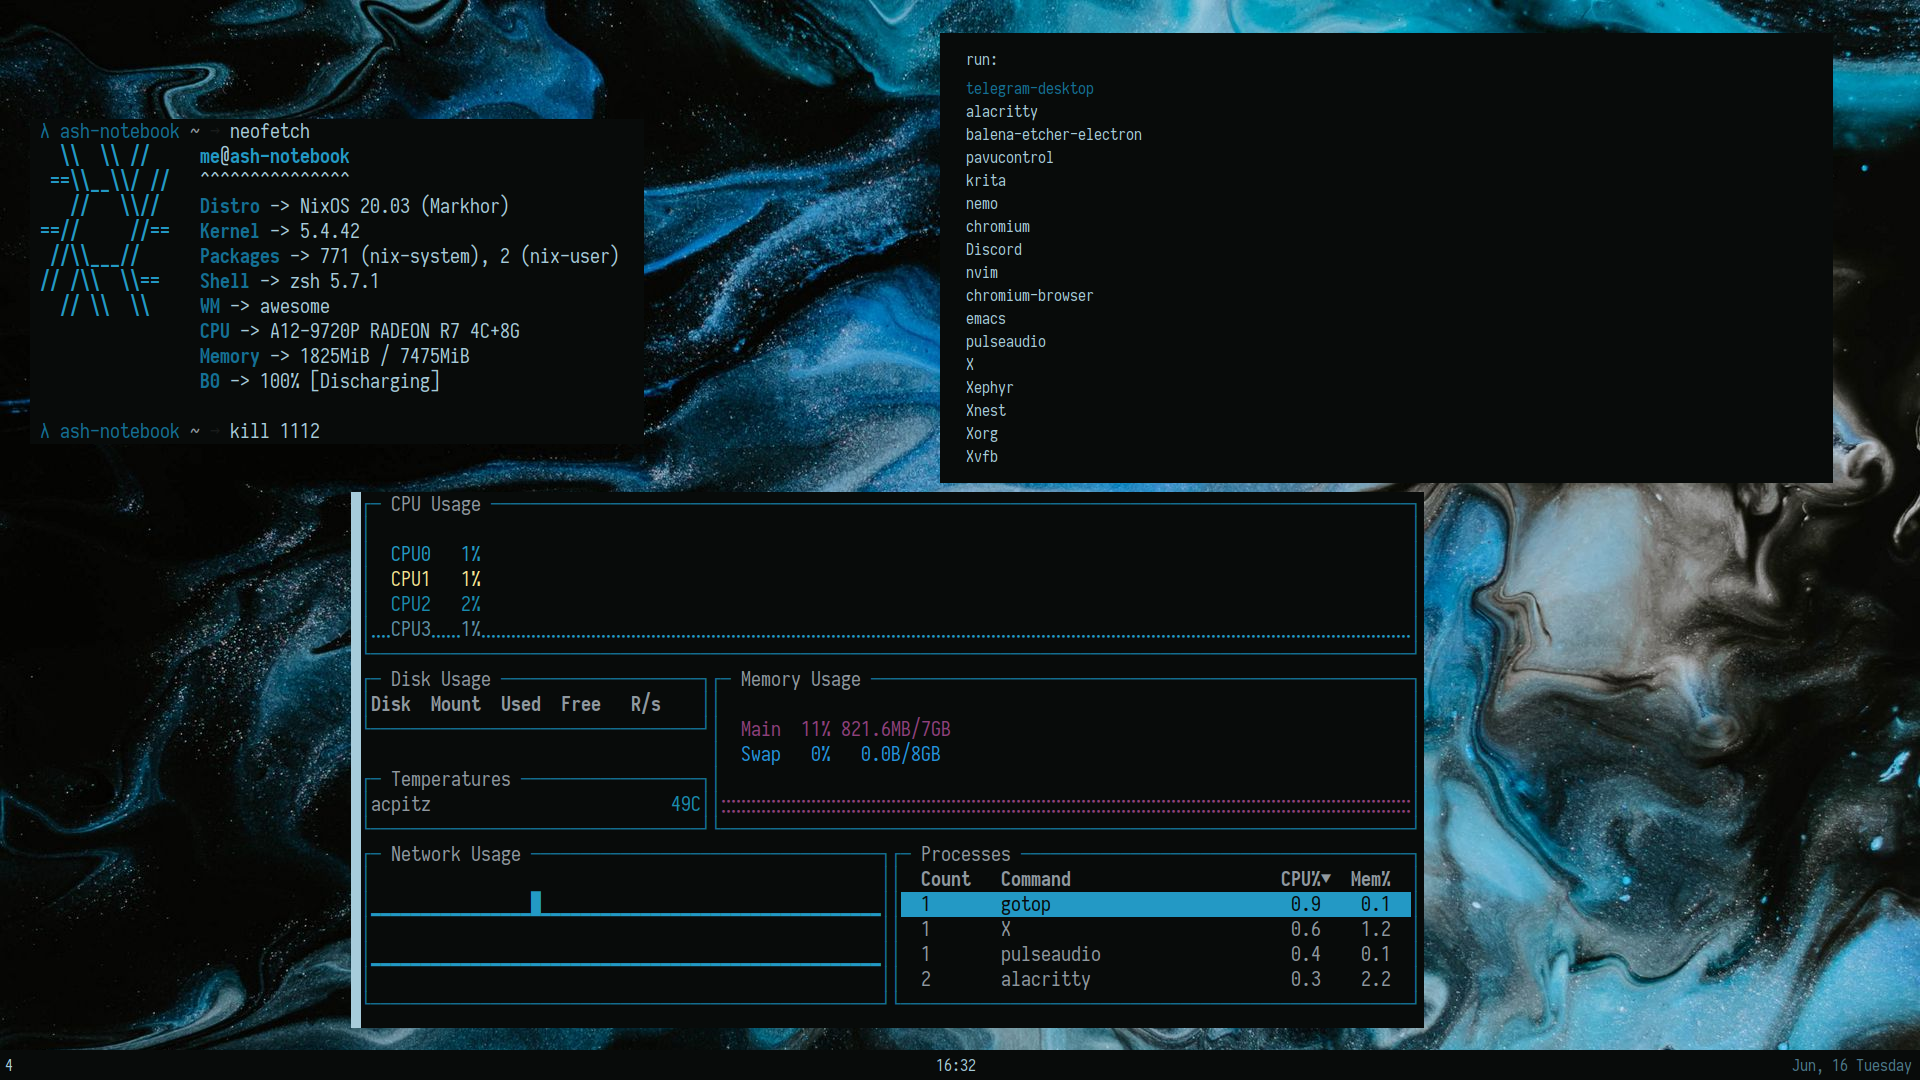 λ ash-notebook ~ → neofetch
me@ash-notebook
^^^^^^^^^^^^^^^
Distro -> NixOS 20.03 (Markhor)
Kernel -> 5.4.42
Packages -> 771 (nix-system), 2 (nix-user)
Shell -> zsh 5.7.1
WM -> awesome
CPU -> A12-9720P RADEON R7 4C+8G
Memory -> 1825MiB / 7475MiB
B0 -> 100% [Discharging]
λ ash-notebook ~ → kill 1112
run:
telegram-desktop
alacritty
balena-etcher-electron
pavucontrol
krita
nemo
chromium
Discord
nvim
chromium-browser
emacs
pulseaudio
X
Xephyr
Xnest
Xorg
Xvfb
CPU Usage
CPU0 1%
CPU1 1%
CPU2 2%
CPU3 1%
Disk Usage
Disk Mount Used Free R/s
Memory Usage
Main 11% 821.6MB/7GB
Swap 0% 0.0B/8GB
Temperatures
acpitz 49C
Network Usage
Processes
Count Command CPU%▼ Mem%
1 gotop 0.9 0.1
1 X 0.6 1.2
1 pulseaudio 0.4 0.1
2 alacritty 0.3 2.2
4
16:32
Jun, 16 Tuesday